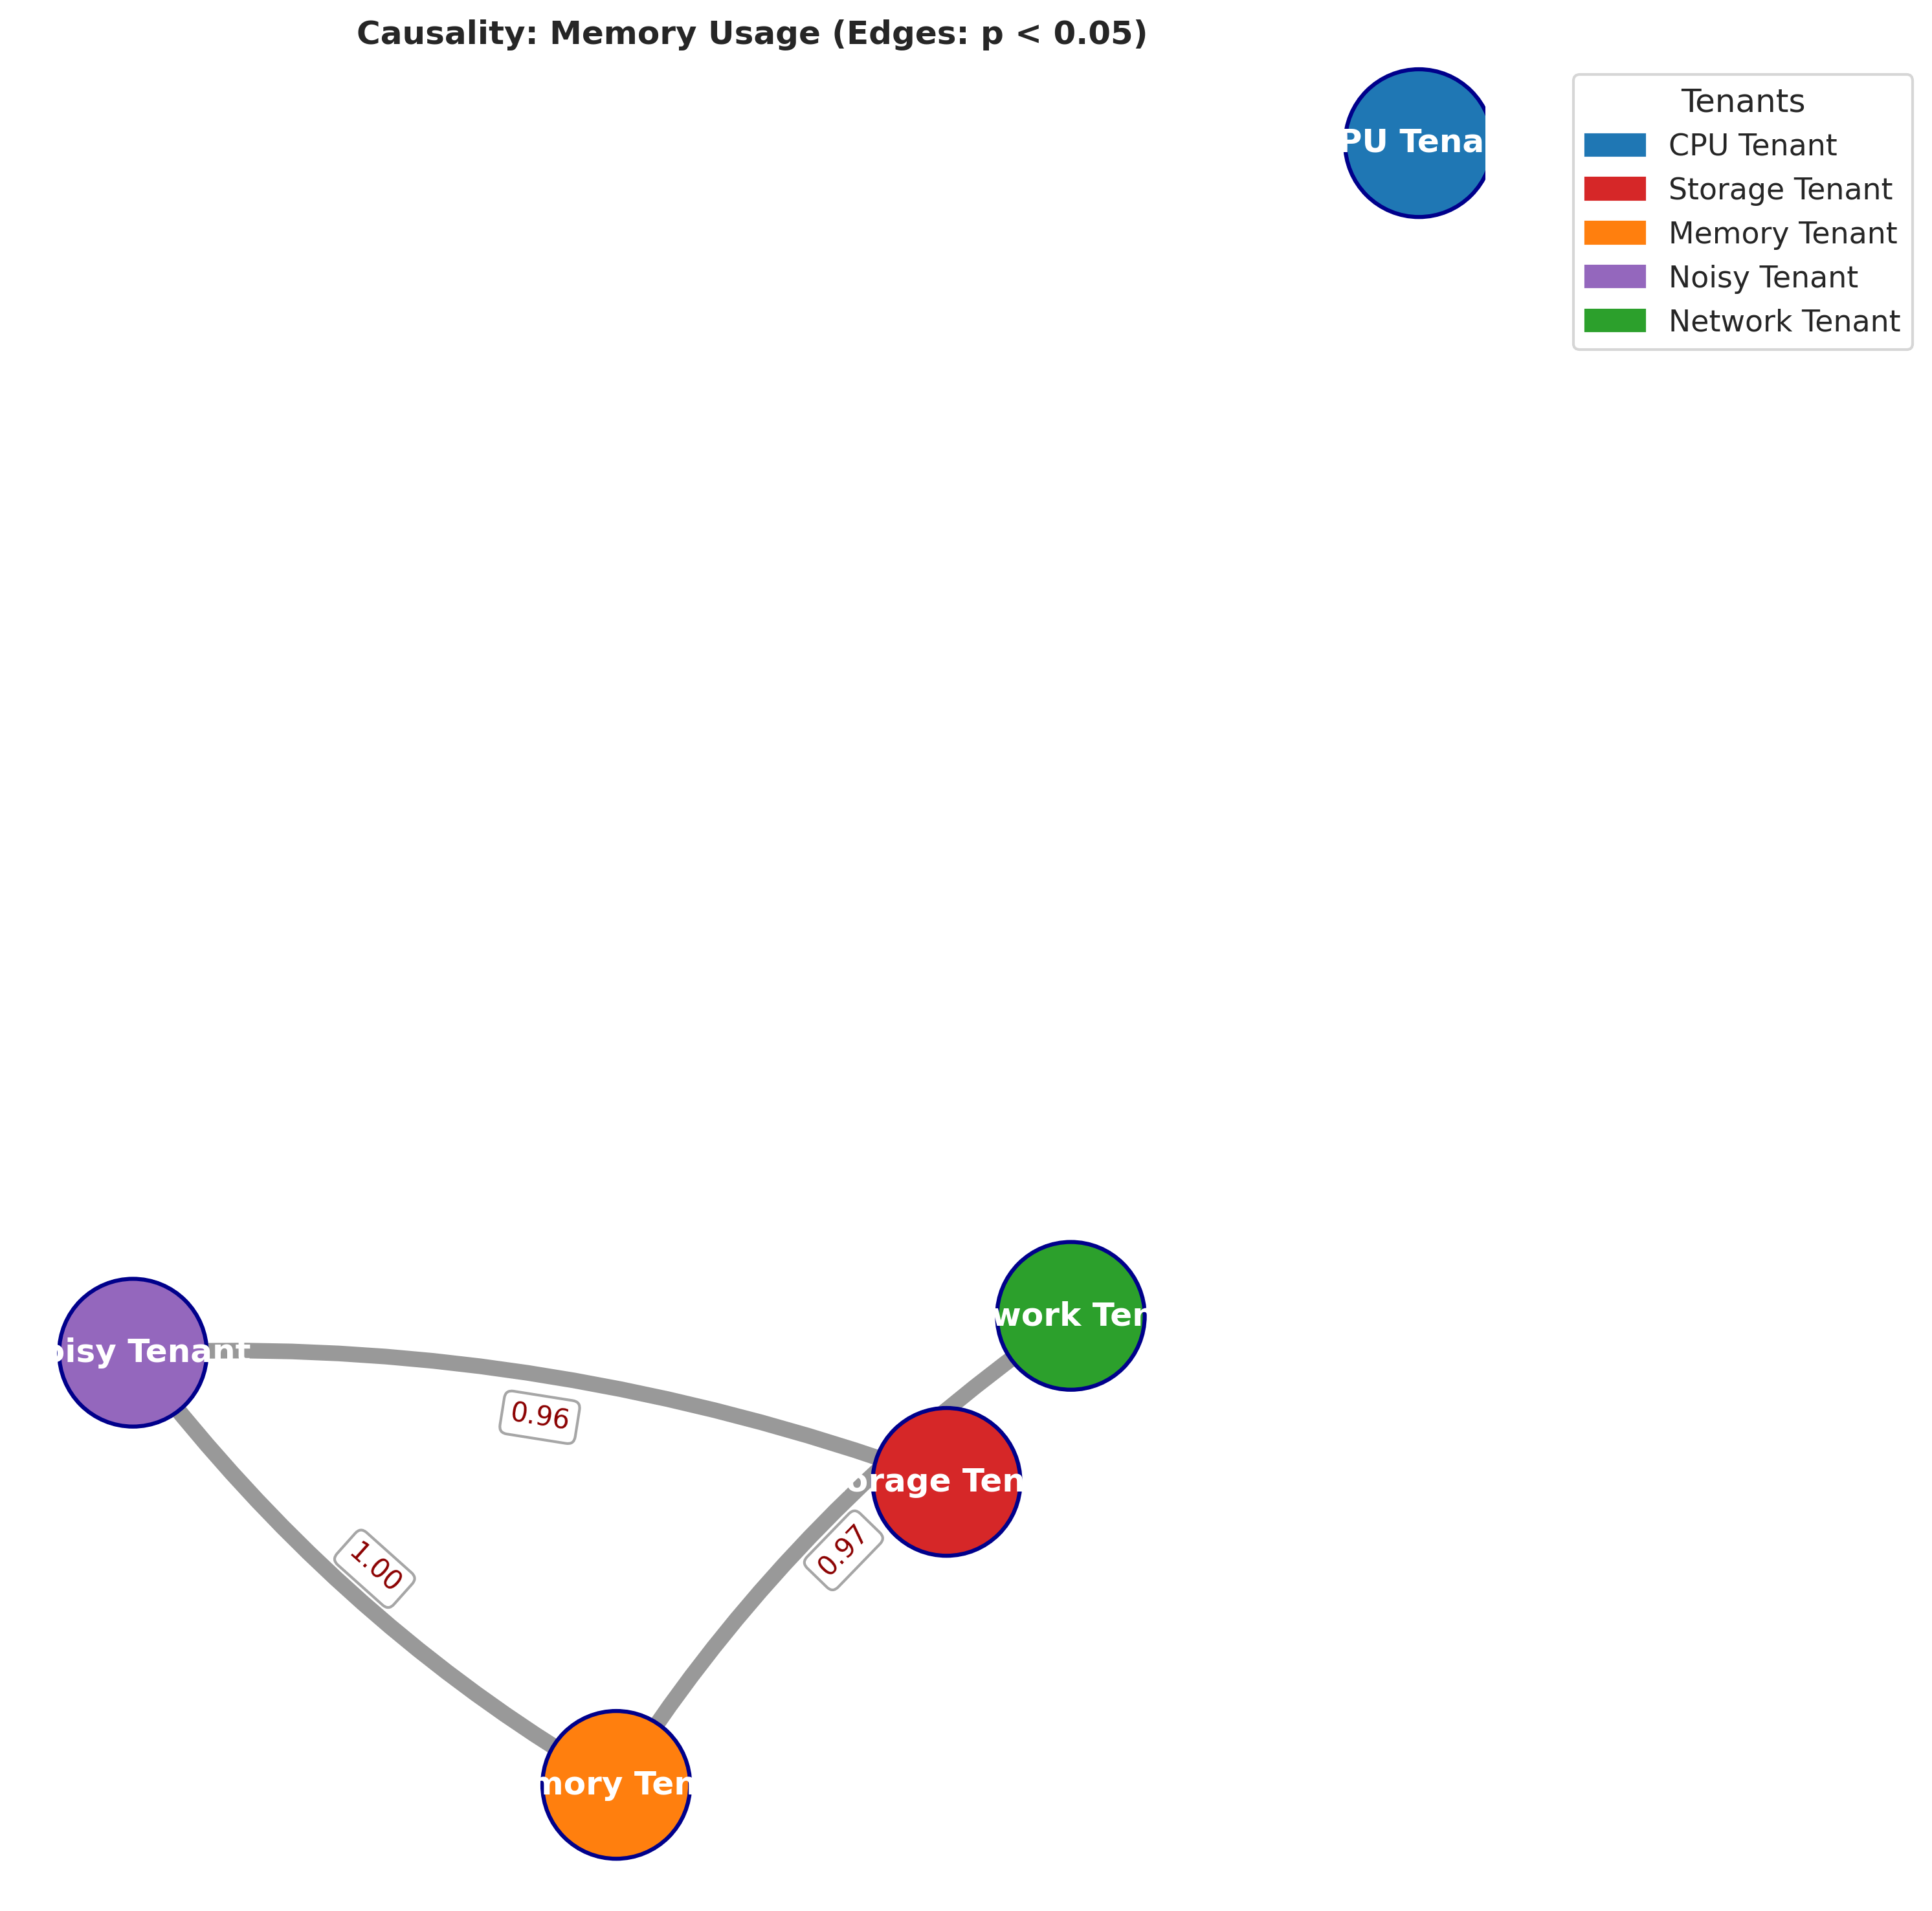 Causality: Memory Usage (Edges: p < 0.05)
PU Tena
Tenants
CPU Tenant
Storage Tenant
Memory Tenant
Noisy Tenant
Network Tenant
work Ten
oisy Tenant
0.96
orage Ten
0.97
1.00
mory Ten